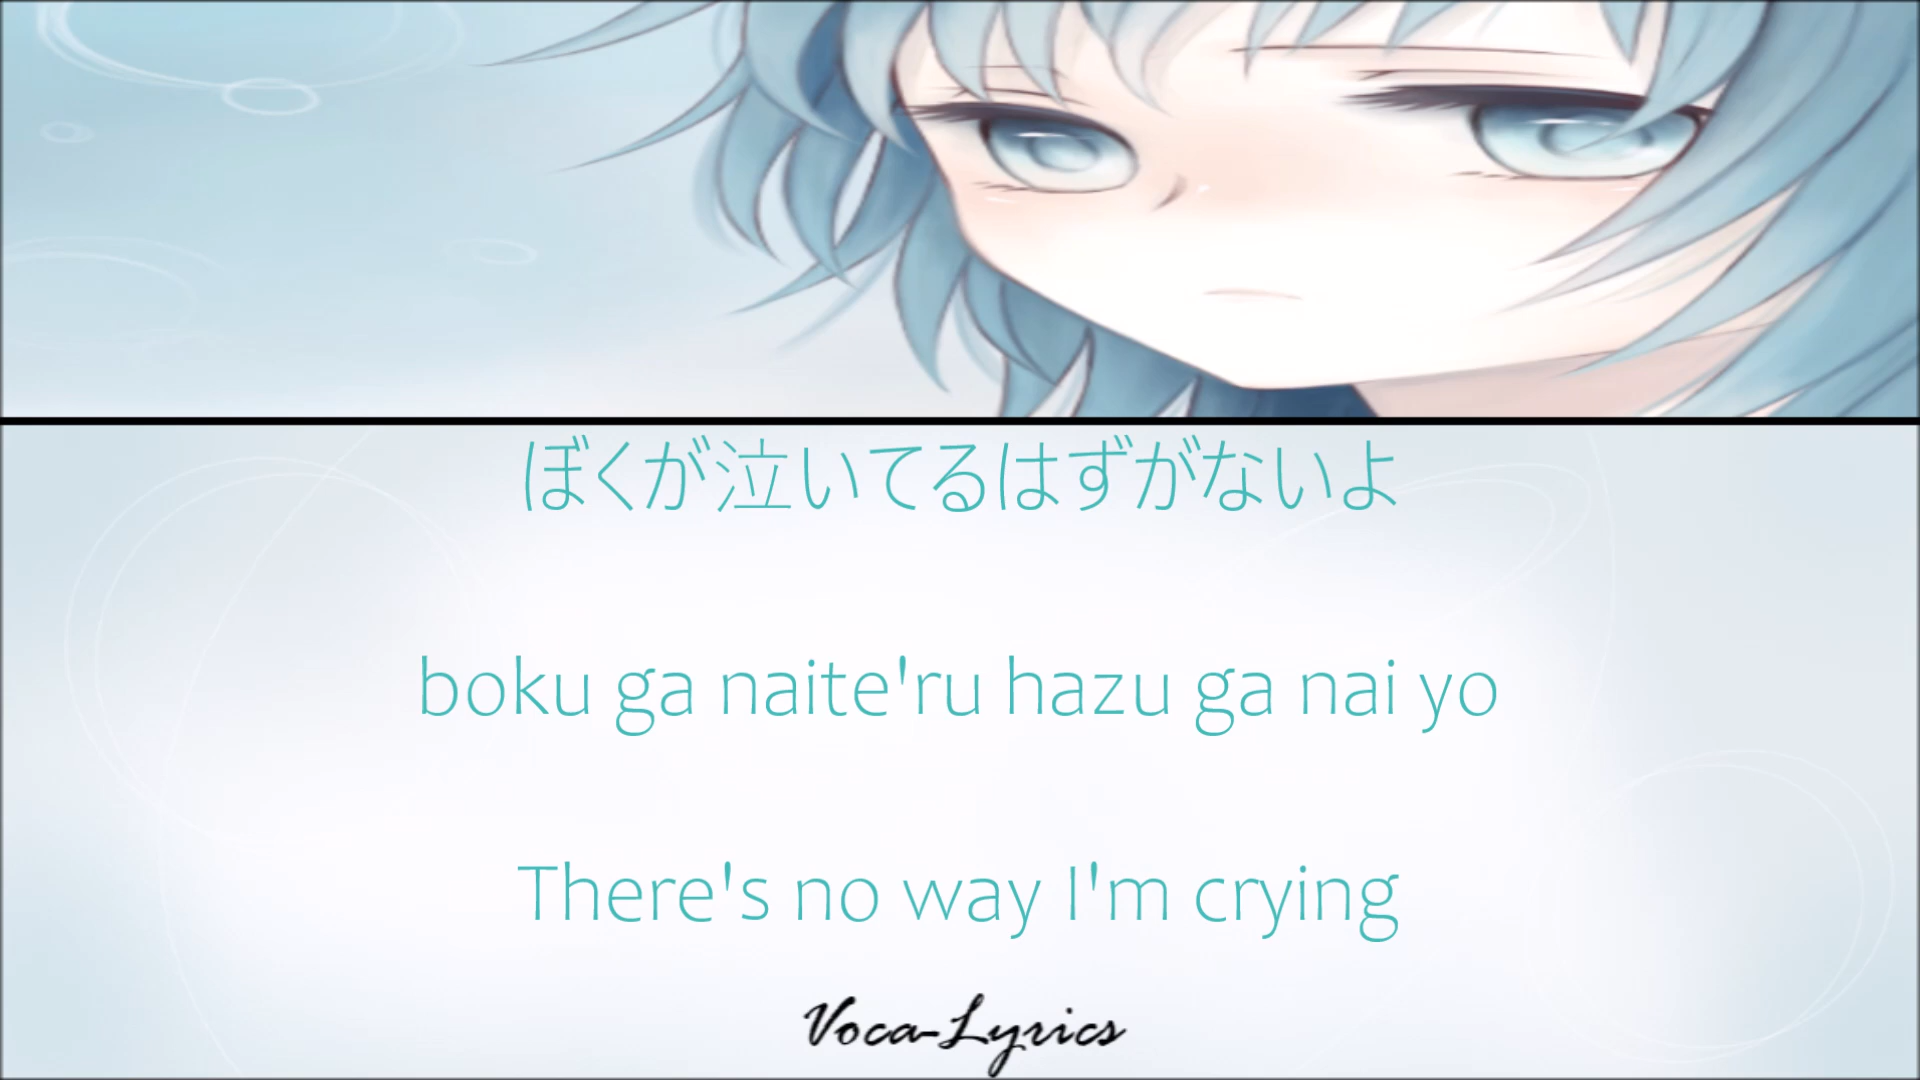 ぼくが泣いてるはずがないよ
boku ga naite'ru hazu ga nai yo
There's no way I'm crying
Voca-Lyrics